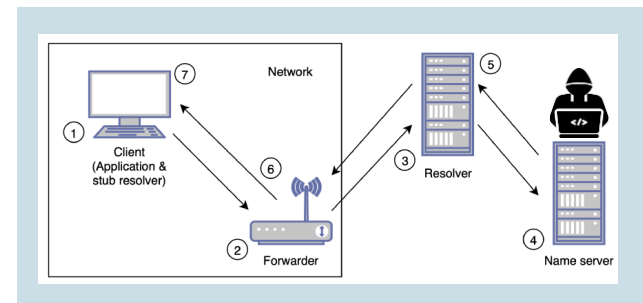 7
Network
5
1
</>
Client
(Application &
stub resolver)
6
3
Resolver
2
4
Forwarder
Name server